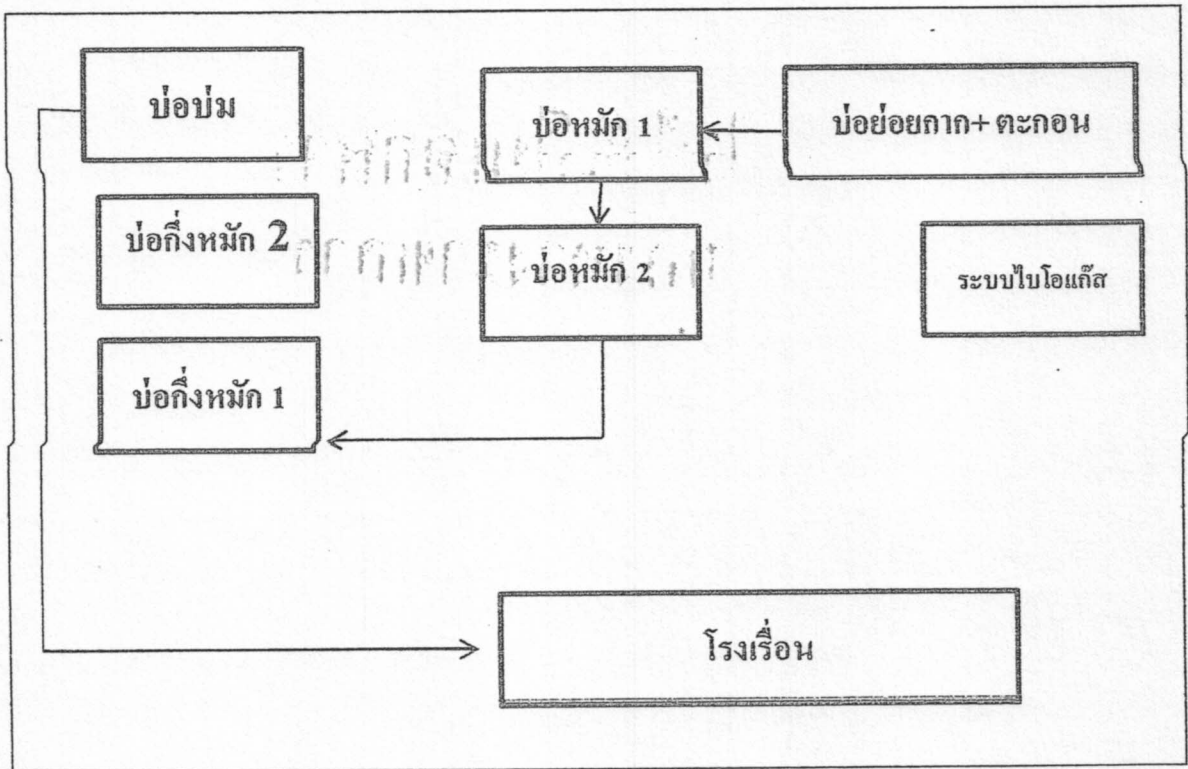 บ่อบ่ม
บ่อหมัก 1
บ่อย่อยกาก+ ตะกอน
บ่อกึ่งหมัก 2
บ่อหมัก 2
ระบบไบโอแก๊ส
บ่อกึ่งหมัก 1
โรงเรื่อน